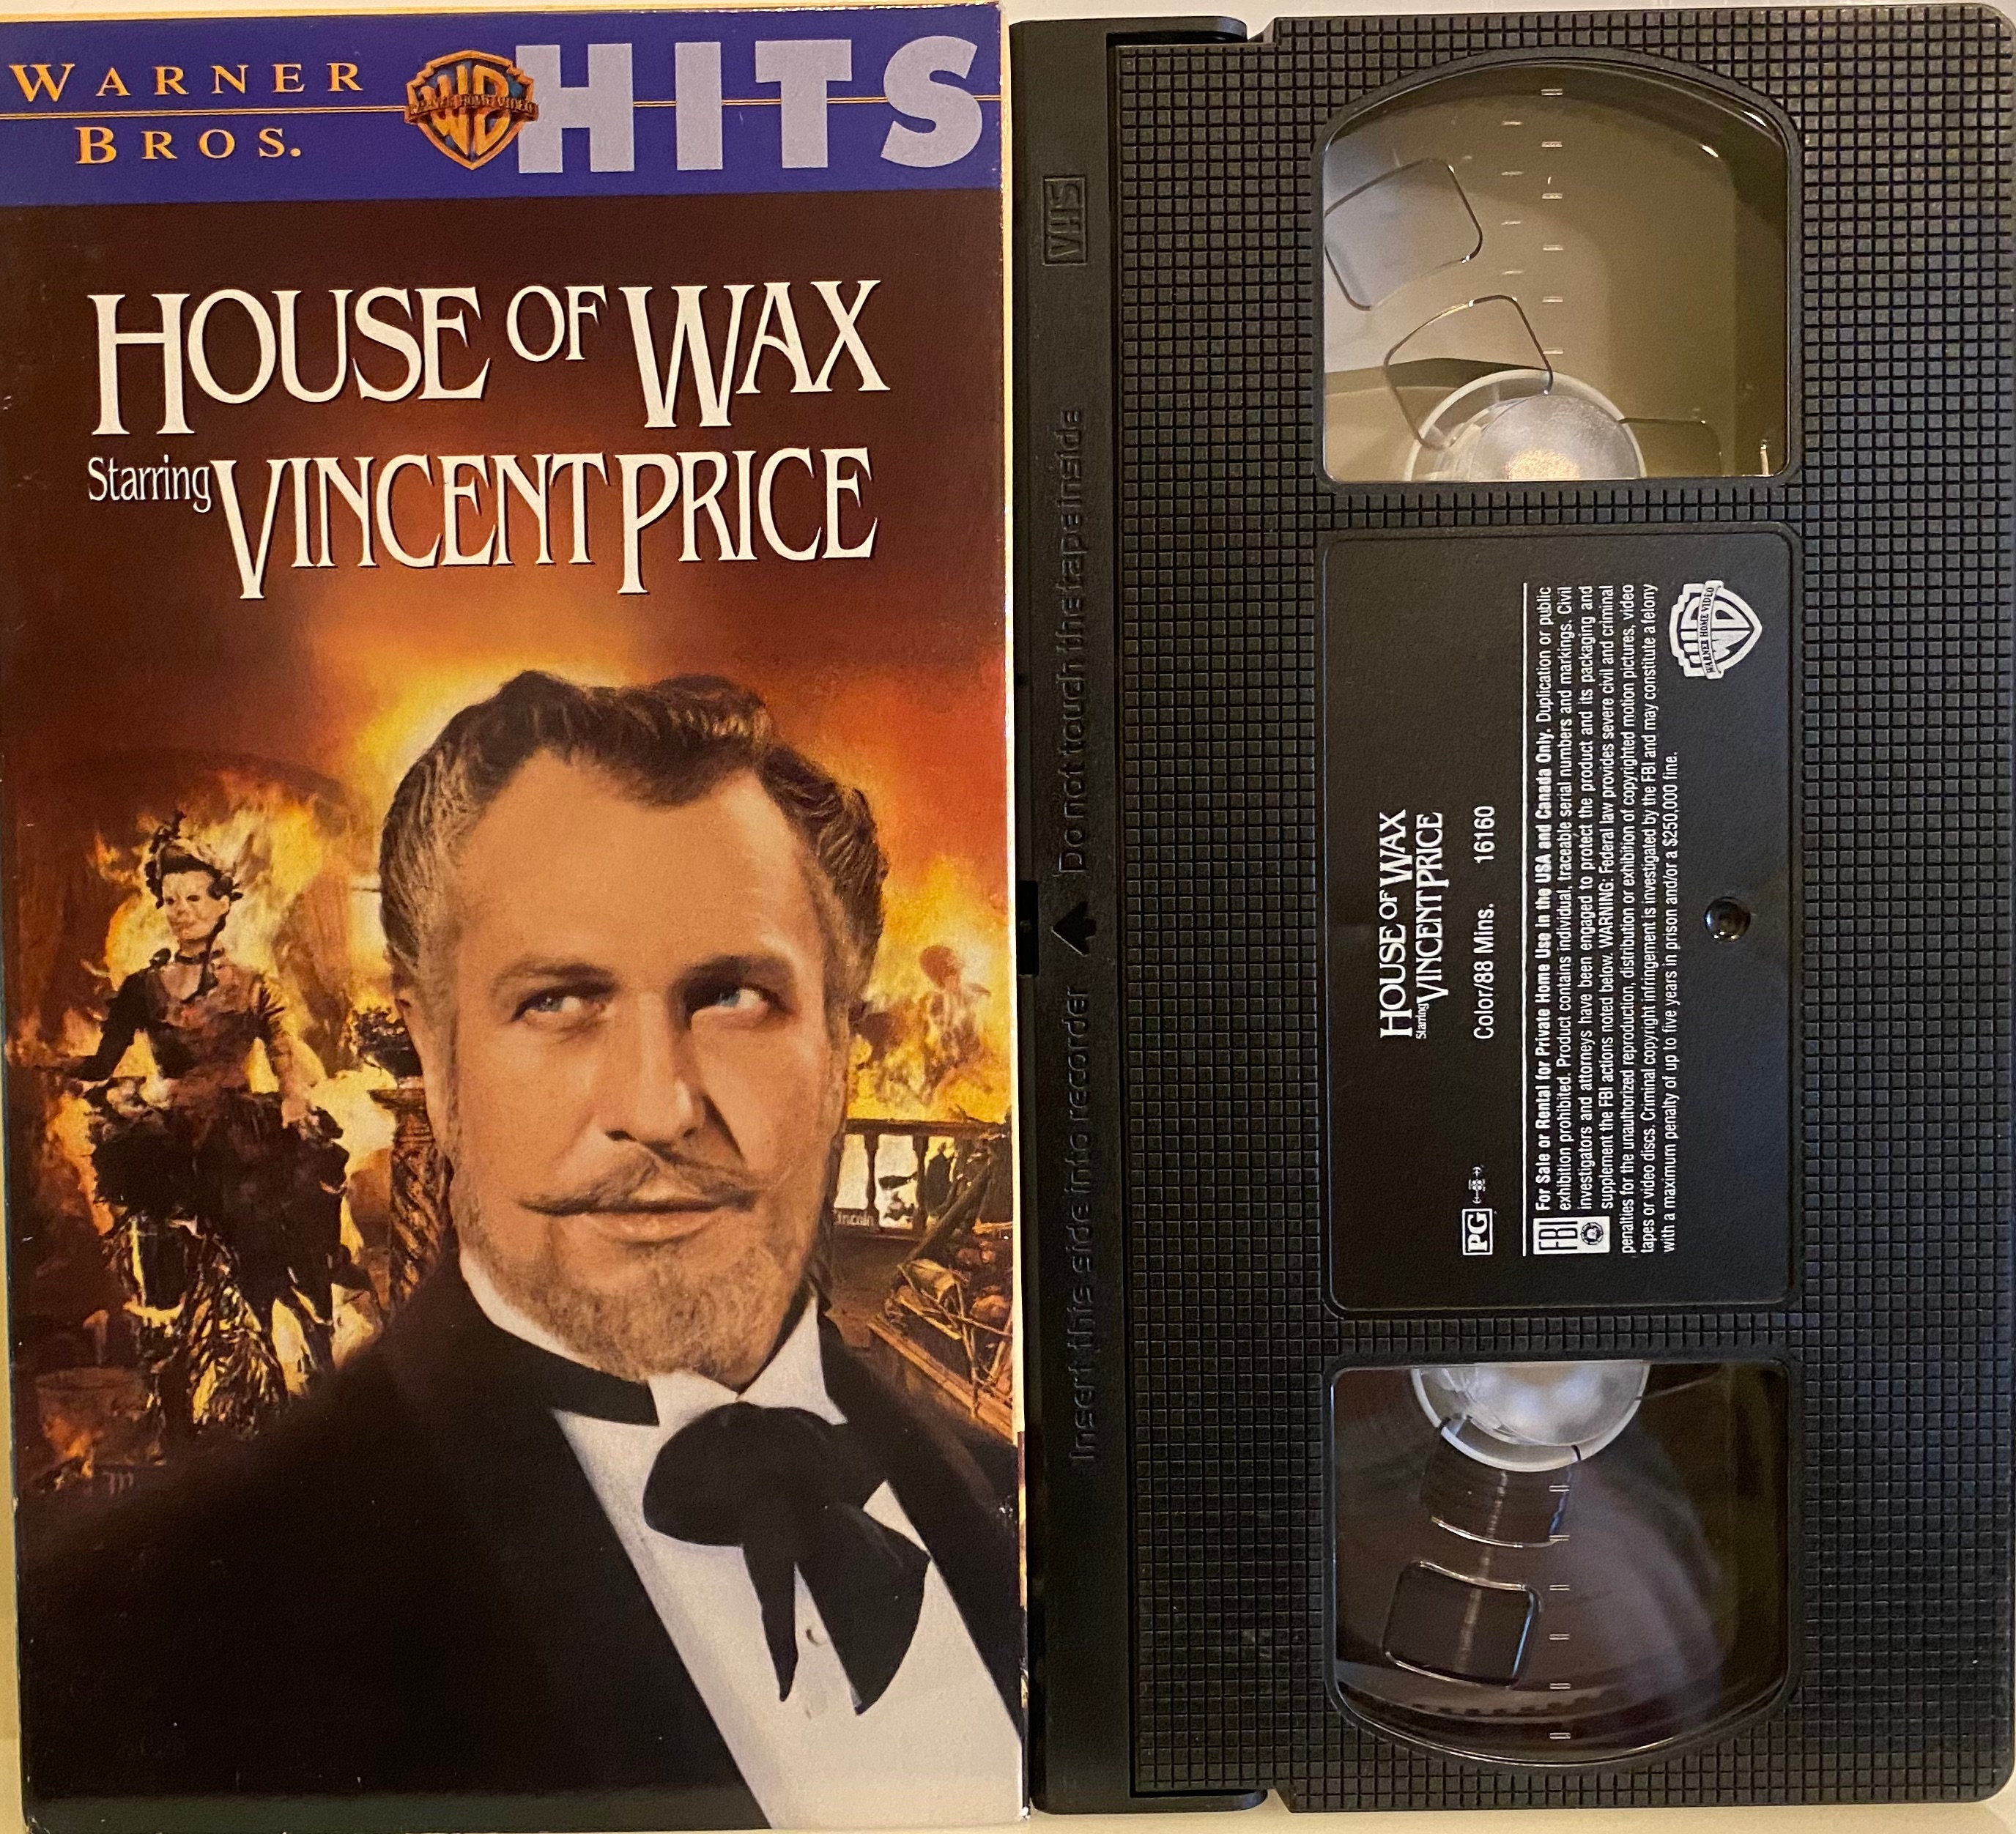 WARNER
BROS.
WARNER HOME VIDEO
HITS
HOUSE OF WAX
Starring VINCENT PRICE
lincoln
VHS
Insert this side into recorder
Do not touch the tape inside
HOUSE OF WAX
Starring VINCENT PRICE
Color/88 Mins. 16160
PG
FBI
For Sale or Rental for Private Home Use in the USA and Canada Only. Duplication or public
exhibition prohibited. Product contains individual, traceable serial numbers and markings. Civil
investigators and attorneys have been engaged to protect the product and its packaging and
supplement the FBI actions noted below. WARNING: Federal law provides severe civil and criminal
penalties for the unauthorized reproduction, distribution or exhibition of copyrighted motion pictures, video
tapes or video discs. Criminal copyright infringement is investigated by the FBI and may constitute a felony
with a maximum penalty of up to five years in prison and/or a $250,000 fine.
WARNER HOME VIDEO